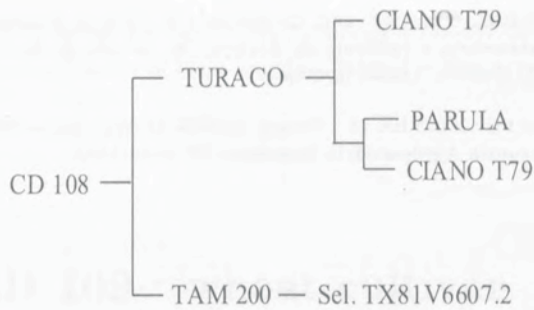 CIANO T79
TURACO
PARULA
CIANO T79
CD 108
TAM 200 — Sel. TX81V6607.2